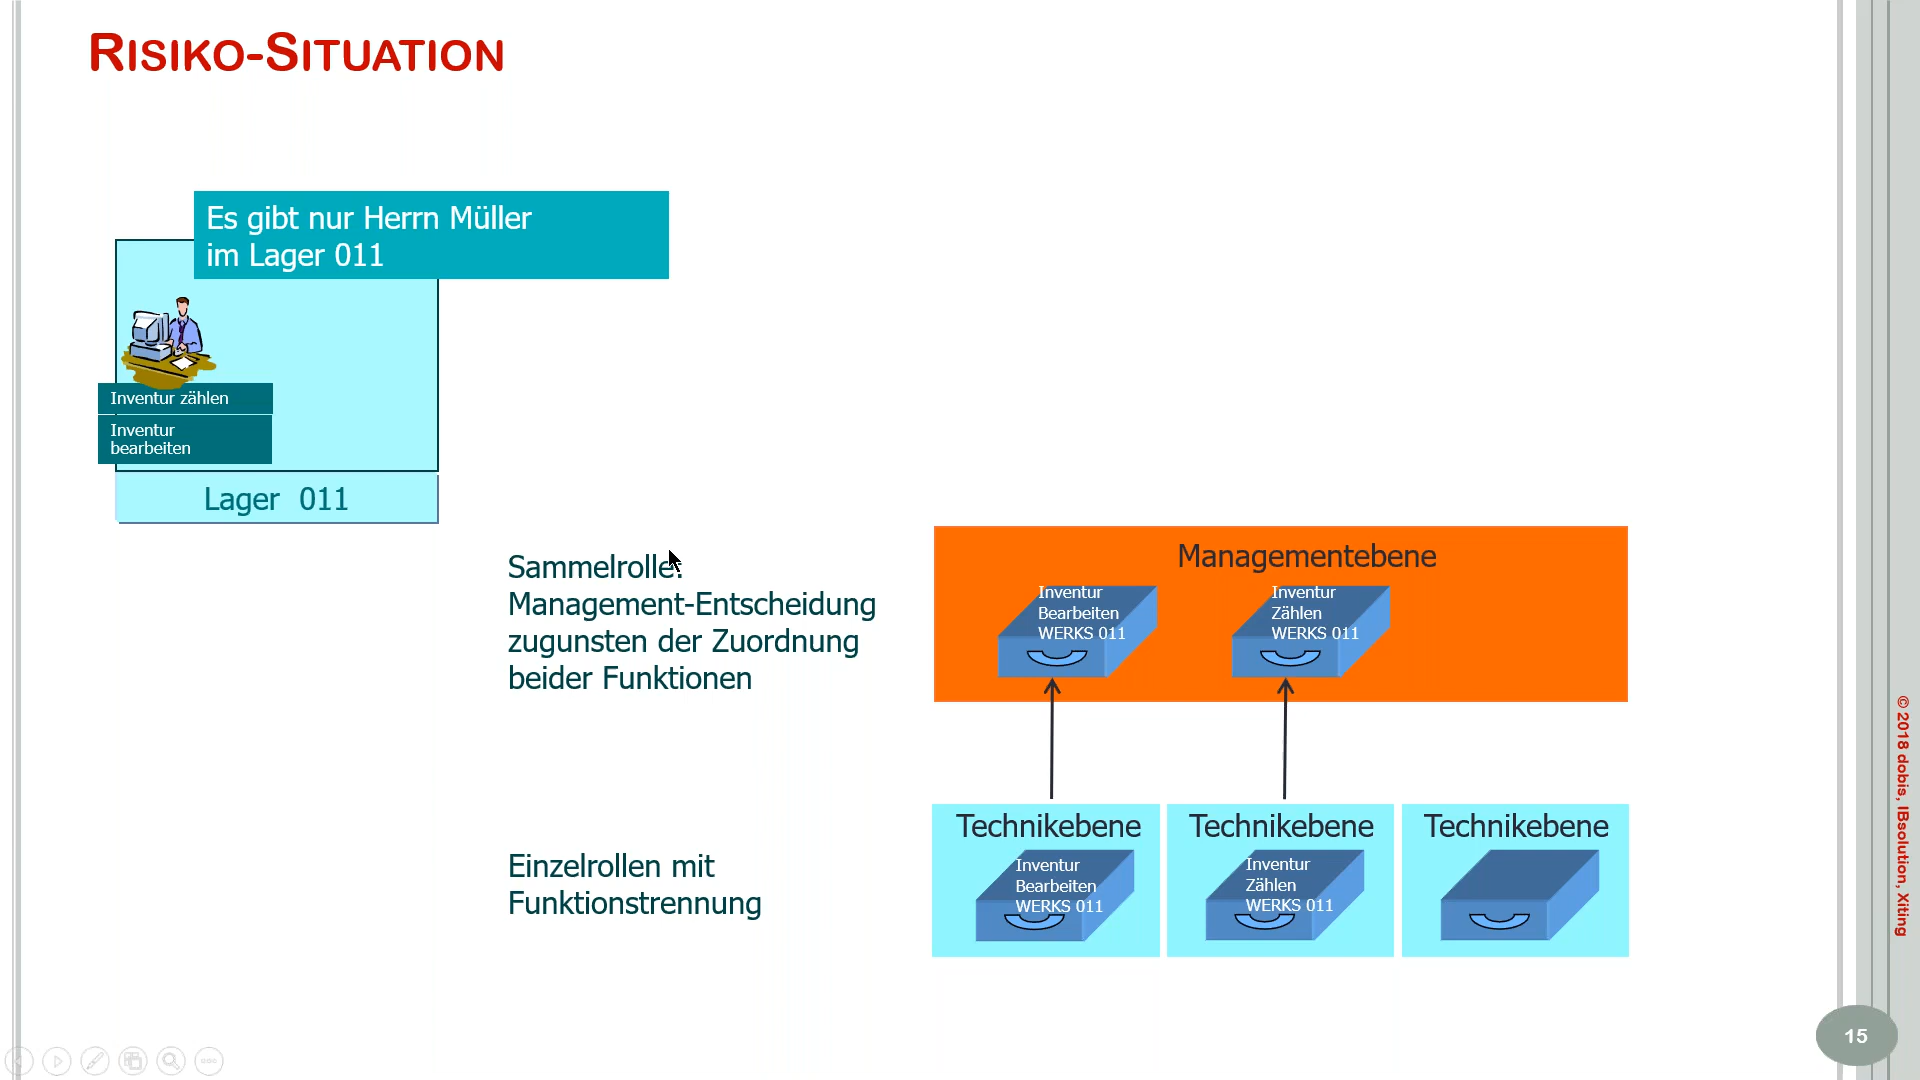 RISIKO-SITUATION
Es gibt nur Herrn Müller
im Lager 011
Inventur zählen
Inventur
bearbeiten
Lager 011
Sammelrolle:
Management-Entscheidung
zugunsten der Zuordnung
beider Funktionen
Managementebene
Inventur
Bearbeiten
WERKS 011
Inventur
Zählen
WERKS 011
Einzelrollen mit
Funktionstrennung
Technikebene
Inventur
Bearbeiten
WERKS 011
Technikebene
Inventur
Zählen
WERKS 011
Technikebene
© 2018 dobis, IBsolution, Xiting
15